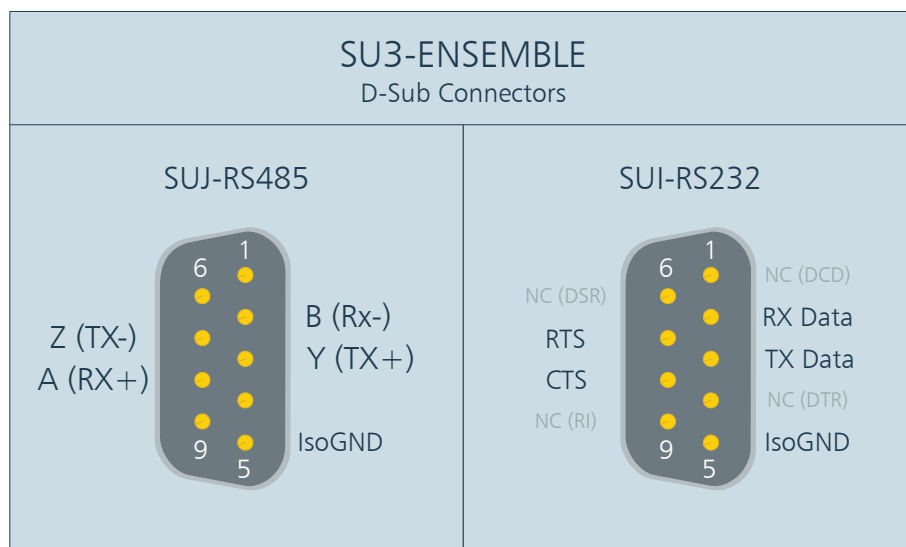 SU3-ENSEMBLE
D-Sub Connectors
SUJ-RS485
1
6
B (Rx-)
Z (TX-)
Y (TX+)
A (RX+)
IsoGND
9
5
SUI-RS232
1
6
NC (DCD)
NC (DSR)
RX Data
RTS
TX Data
CTS
NC (DTR)
NC (RI)
IsoGND
9
5